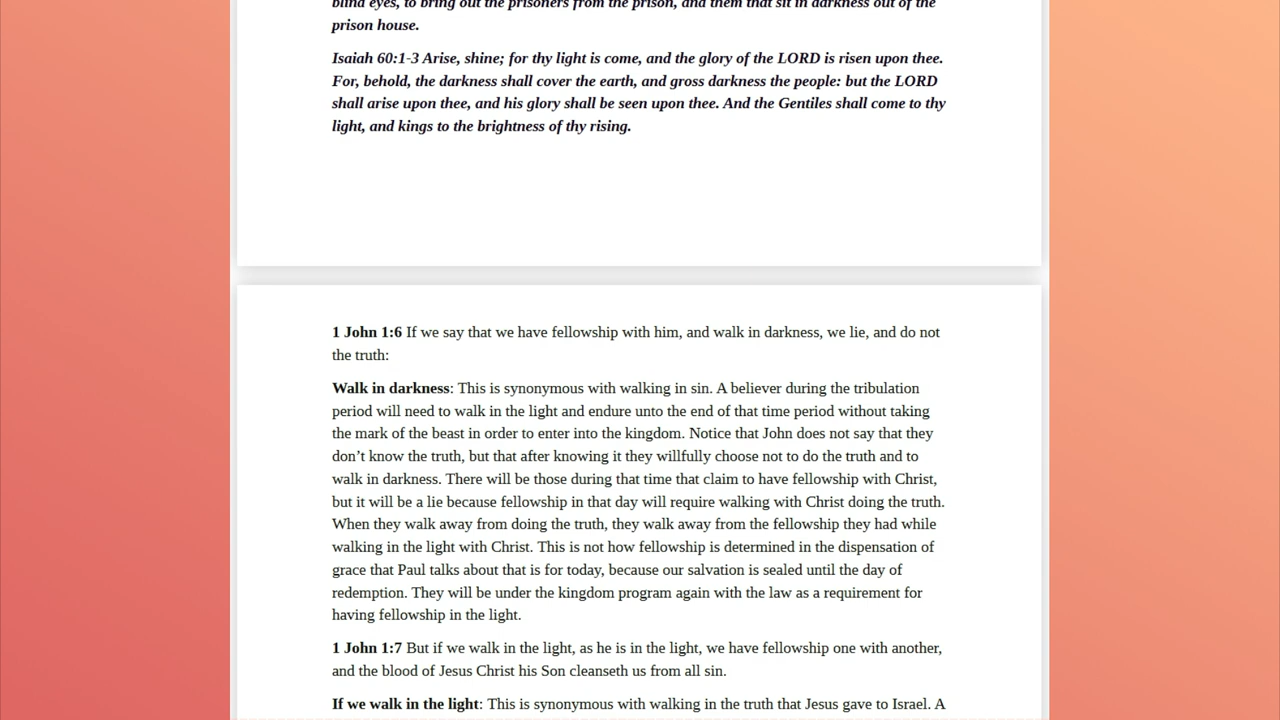 blind eyes, to bring out the prisoners from the prison, and them that sit in darkness out of the
prison house.
Isaiah 60:1-3 Arise, shine; for thy light is come, and the glory of the LORD is risen upon thee.
For, behold, the darkness shall cover the earth, and gross darkness the people: but the LORD
shall arise upon thee, and his glory shall be seen upon thee. And the Gentiles shall come to thy
light, and kings to the brightness of thy rising.
1 John 1:6 If we say that we have fellowship with him, and walk in darkness, we lie, and do not
the truth:
Walk in darkness: This is synonymous with walking in sin. A believer during the tribulation
period will need to walk in the light and endure unto the end of that time period without taking
the mark of the beast in order to enter into the kingdom. Notice that John does not say that they
don’t know the truth, but that after knowing it they willfully choose not to do the truth and to
walk in darkness. There will be those during that time that claim to have fellowship with Christ,
but it will be a lie because fellowship in that day will require walking with Christ doing the truth.
When they walk away from doing the truth, they walk away from the fellowship they had while
walking in the light with Christ. This is not how fellowship is determined in the dispensation of
grace that Paul talks about that is for today, because our salvation is sealed until the day of
redemption. They will be under the kingdom program again with the law as a requirement for
having fellowship in the light.
1 John 1:7 But if we walk in the light, as he is in the light, we have fellowship one with another,
and the blood of Jesus Christ his Son cleanseth us from all sin.
If we walk in the light: This is synonymous with walking in the truth that Jesus gave to Israel. A